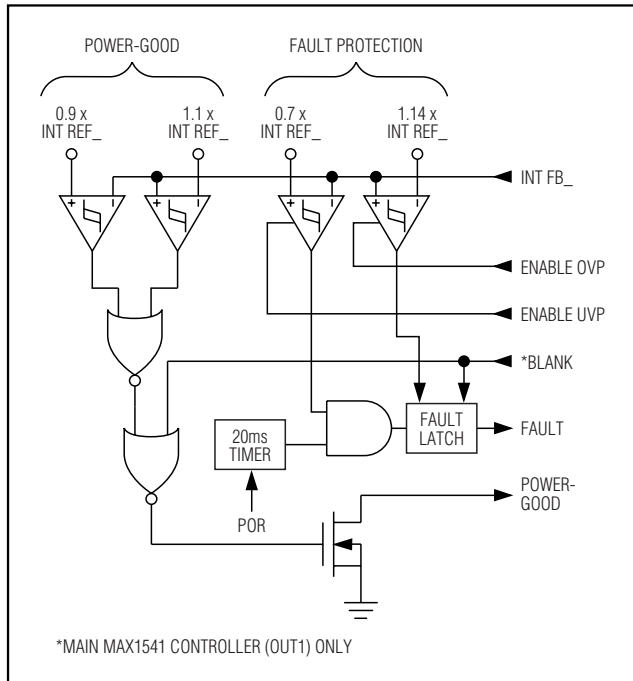 POWER-GOOD
FAULT PROTECTION
0.9 x
INT REF_
1.1 x
INT REF_
0.7 x
INT REF_
1.14 x
INT REF_
+
-
+
-
+
-
+
-
INT FB_
ENABLE OVP
ENABLE UVP
*BLANK
20ms
TIMER
FAULT
LATCH
FAULT
POR
POWER-
GOOD
*MAIN MAX1541 CONTROLLER (OUT1) ONLY